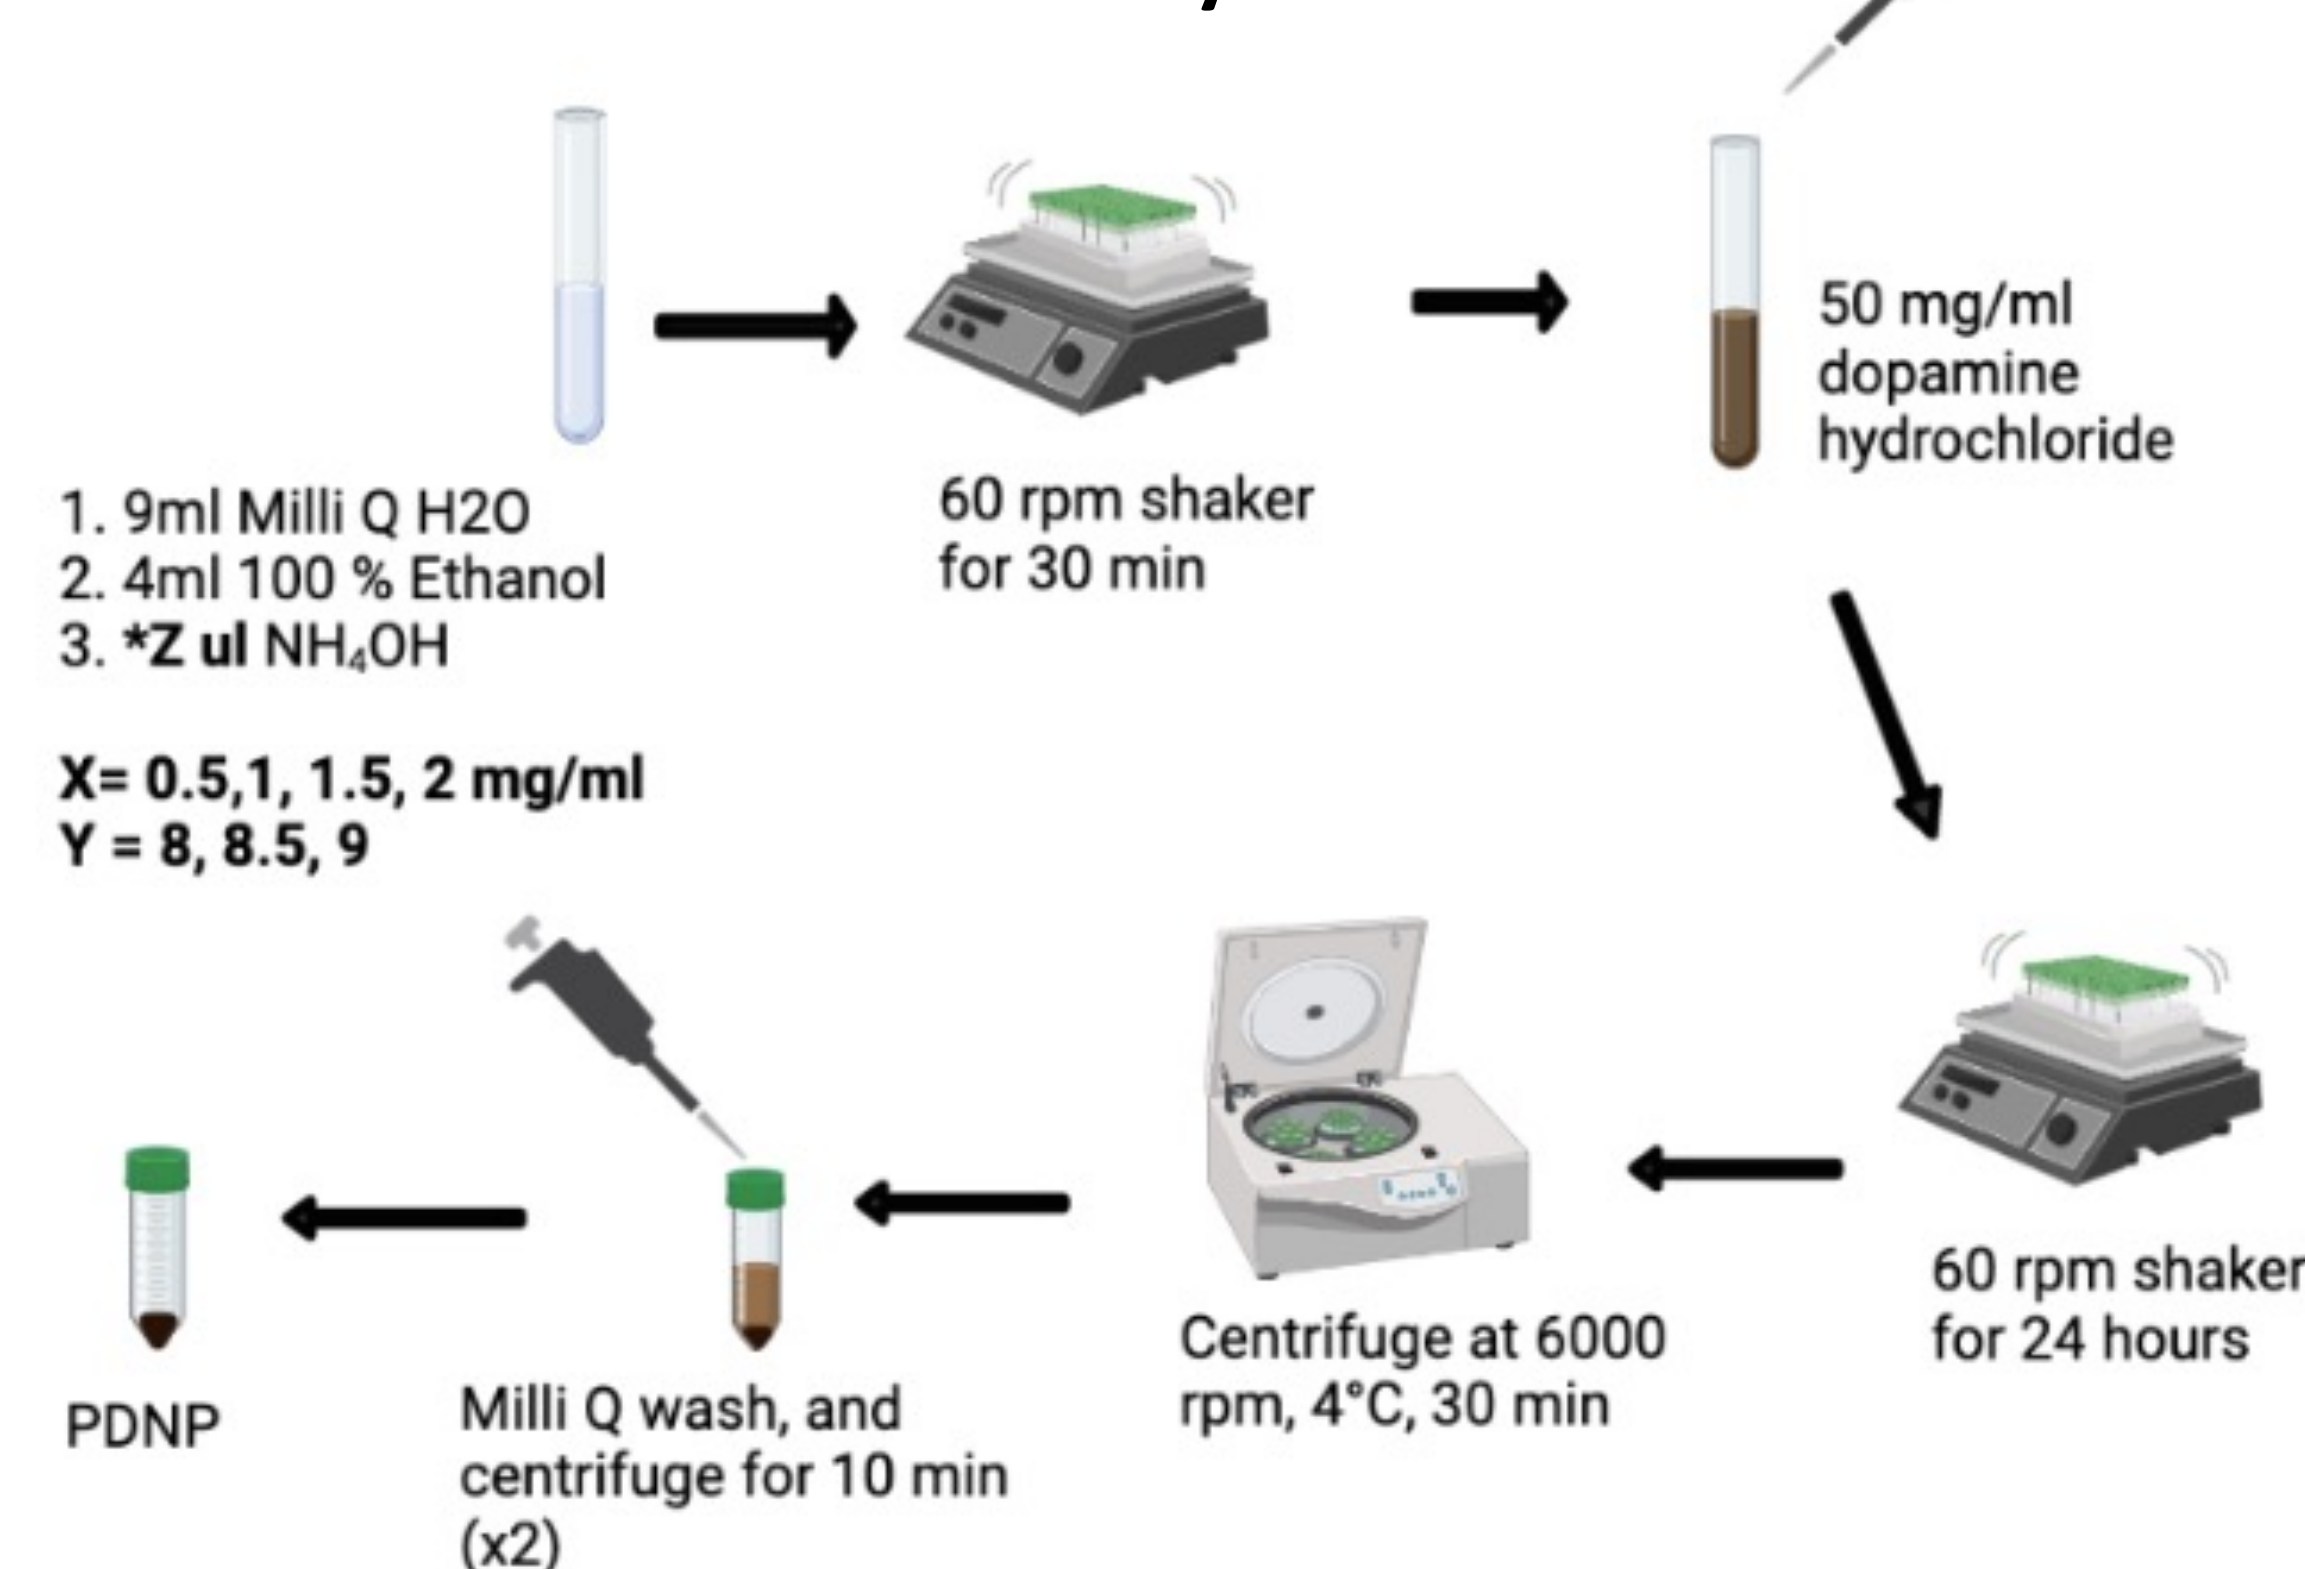 1. 9ml Milli Q H2O
2. 4ml 100 % Ethanol
3. *Z ul NH₄OH
X= 0.5,1, 1.5, 2 mg/ml
Y = 8, 8.5, 9
60 rpm shaker
for 30 min
50 mg/ml
dopamine
hydrochloride
60 rpm shaker
for 24 hours
Centrifuge at 6000
rpm, 4°C, 30 min
Milli Q wash, and
centrifuge for 10 min
(x2)
PDNP